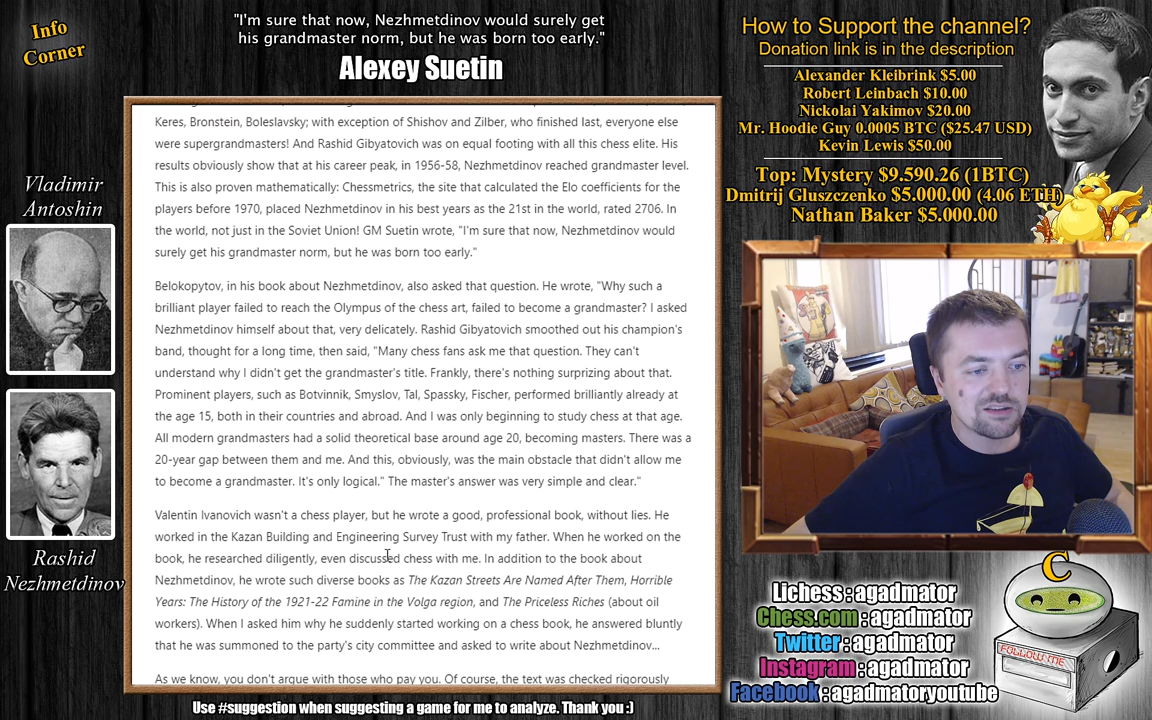 Info
Corner
"I'm sure that now, Nezhmetdinov would surely get
his grandmaster norm, but he was born too early."
Alexey Suetin
Vladimir
Antoshin
Rashid
Nezhmetdinov
Keres, Bronstein, Boleslavsky; with exception of Shishov and Zilber, who finished last, everyone else
were supergrandmasters! And Rashid Gibyatovich was on equal footing with all this chess elite. His
results obviously show that at his career peak, in 1956-58, Nezhmetdinov reached grandmaster level.
This is also proven mathematically: Chessmetrics, the site that calculated the Elo coefficients for the
players before 1970, placed Nezhmetdinov in his best years as the 21st in the world, rated 2706. In
the world, not just in the Soviet Union! GM Suetin wrote, "I'm sure that now, Nezhmetdinov would
surely get his grandmaster norm, but he was born too early."
Belokopytov, in his book about Nezhmetdinov, also asked that question. He wrote, "Why such a
brilliant player failed to reach the Olympus of the chess art, failed to become a grandmaster? I asked
Nezhmetdinov himself about that, very delicately. Rashid Gibyatovich smoothed out his champion's
band, thought for a long time, then said, "Many chess fans ask me that question. They can't
understand why I didn't get the grandmaster's title. Frankly, there's nothing surprizing about that.
Prominent players, such as Botvinnik, Smyslov, Tal, Spassky, Fischer, performed brilliantly already at
the age 15, both in their countries and abroad. And I was only beginning to study chess at that age.
All modern grandmasters had a solid theoretical base around age 20, becoming masters. There was a
20-year gap between them and me. And this, obviously, was the main obstacle that didn't allow me
to become a grandmaster. It's only logical." The master's answer was very simple and clear."
Valentin Ivanovich wasn't a chess player, but he wrote a good, professional book, without lies. He
worked in the Kazan Building and Engineering Survey Trust with my father. When he worked on the
book, he researched diligently, even discussed chess with me. In addition to the book about
Nezhmetdinov, he wrote such diverse books as The Kazan Streets Are Named After Them, Horrible
Years: The History of the 1921-22 Famine in the Volga region, and The Priceless Riches (about oil
workers). When I asked him why he suddenly started working on a chess book, he answered bluntly
that he was summoned to the party's city committee and asked to write about Nezhmetdinov...
As we know, you don't argue with those who pay you. Of course, the text was checked rigorously
Use #suggestion when suggesting a game for me to analyze. Thank you :)
How to Support the channel?
Donation link is in the description
Alexander Kleibrink $5.00
Robert Leinbach $10.00
Nickolai Yakimov $20.00
Mr. Hoodie Guy 0.0005 BTC ($25.47 USD)
Kevin Lewis $50.00
Top: Mystery $9.590.26 (1BTC)
Dmitrij Gluszczenko $5.000.00 (4.06 ETH)
Nathan Baker $5.000.00
Lichess : agadmator
Chess.com : agadmator
Twitter : agadmator
Instagram : agadmator
Facebook : agadmatoryoutube
C
FOLLOW ME